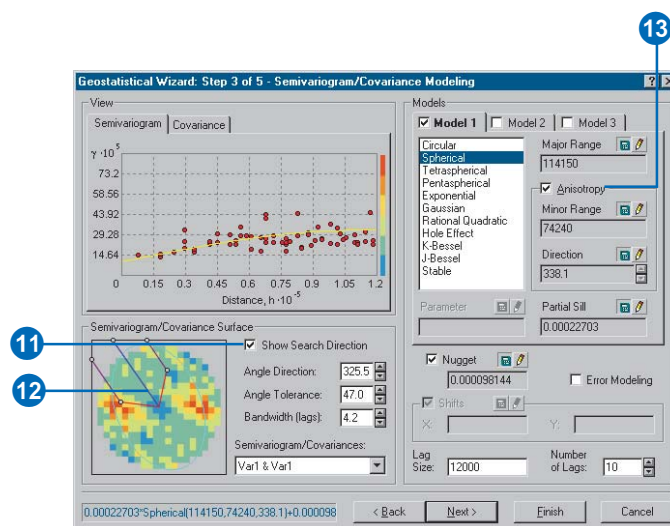 13
Geostatistical Wizard: Step 3 of 5 - Semivariogram/Covariance Modeling
View
Semivariogram
Covariance
γ·10⁵
73.2
58.56
43.92
29.28
14.64
0
0.15
0.3
0.45
0.6
0.75
0.9
1.05
1.2
Distance, h·10⁻⁵
Models
Model 1
Model 2
Model 3
Circular
Spherical
Tetraspherical
Pentaspherical
Exponential
Gaussian
Rational Quadratic
Hole Effect
K-Bessel
J-Bessel
Stable
Major Range
114150
Anisotropy
Minor Range
74240
Direction
338.1
Parameter
Partial Sill
0.00022703
Semivariogram/Covariance Surface
11
12
Show Search Direction
Angle Direction: 325.5
Angle Tolerance: 47.0
Bandwidth (lags): 4.2
Semivariogram/Covariances:
Var1 & Var1
Nugget
0.000098144
Error Modeling
Shifts
X:
Y:
Lag Size: 12000
Number of Lags: 10
0.00022703*Spherical(114150,74240,338.1)+0.000098
< Back
Next >
Finish
Cancel